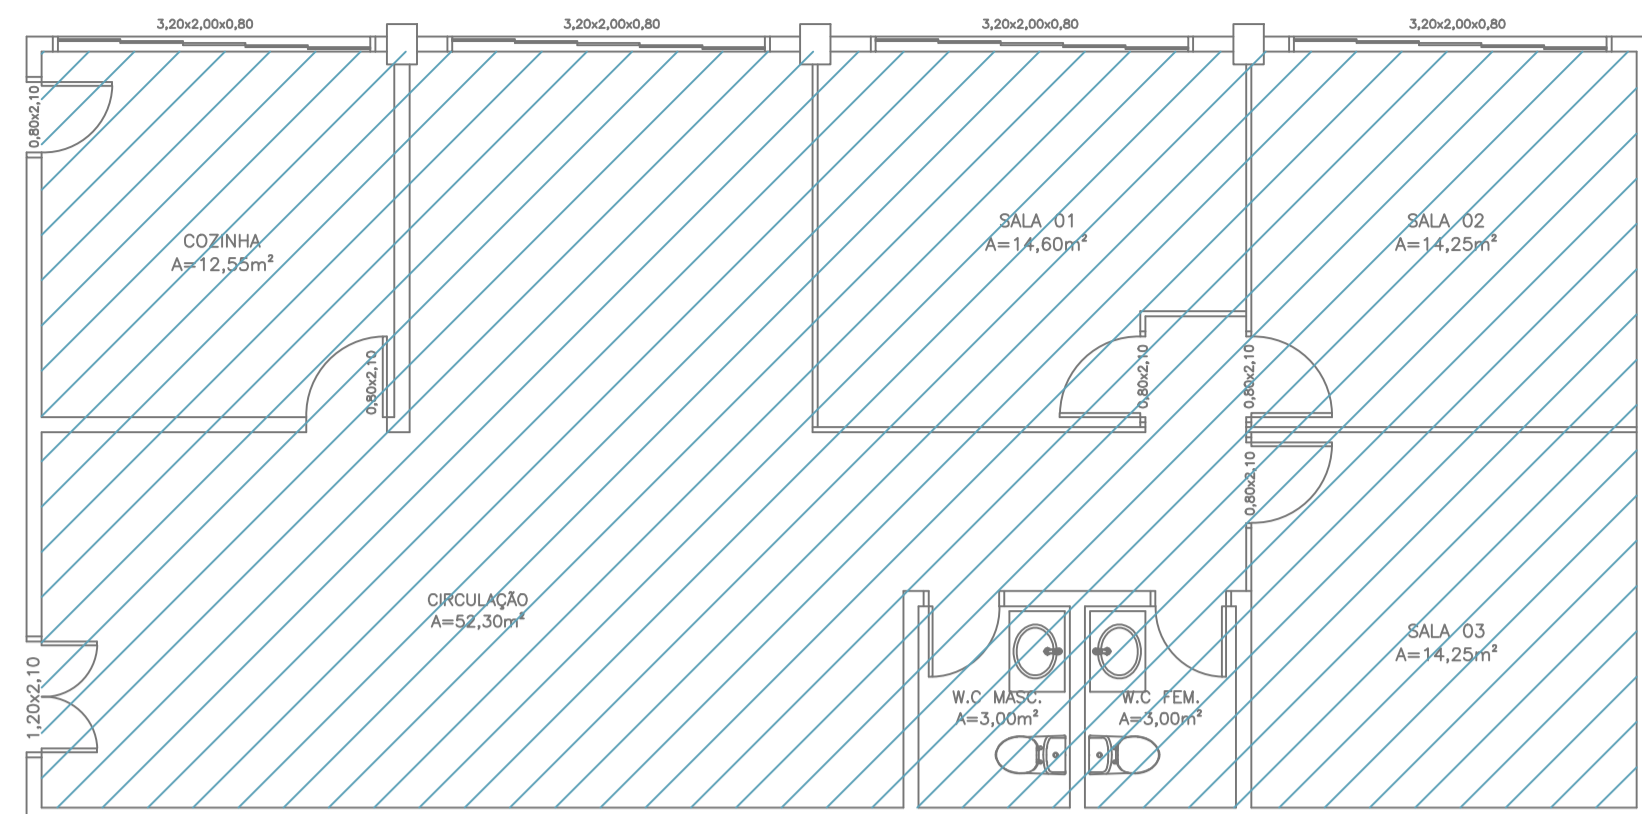 3,20x2,00x0,80
3,20x2,00x0,80
3,20x2,00x0,80
3,20x2,00x0,80
0,80x2,10
COZINHA
A=12,55m²
SALA 01
A=14,60m²
SALA 02
A=14,25m²
0,80x2,10
0,80x2,10
0,80x2,10
0,80x2,10
CIRCULAÇÃO
A=52,30m²
SALA 03
A=14,25m²
1,20x2,10
W.C MASC.
A=3,00m²
W.C FEM.
A=3,00m²